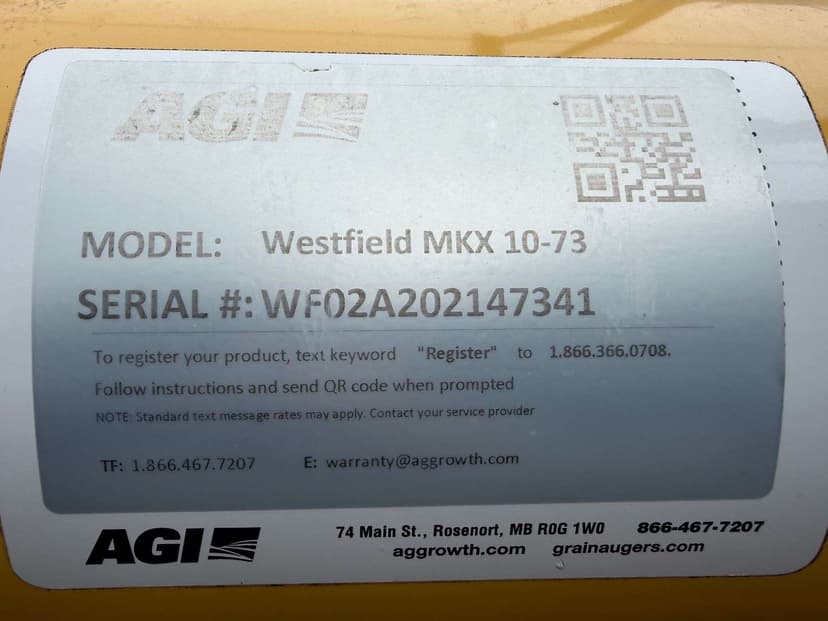 AGI
MODEL: Westfield MKX 10-73
SERIAL #: WF02A202147341
To register your product, text keyword "Register" to 1.866.366.0708.
Follow instructions and send QR code when prompted
NOTE: Standard text message rates may apply. Contact your service provider
TF: 1.866.467.7207 E: warranty@aggrowth.com
AGI
74 Main St., Rosenort, MB R0G 1W0 866-467-7207
aggrowth.com grainaugers.com